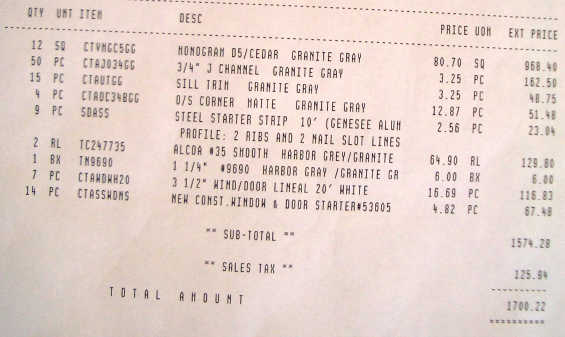 QTY UNT ITEM DESC PRICE UOM EXT PRICE
12 SQ CTVMGC5GG MONOGRAM D5/CEDAR GRANITE GRAY 80.70 SQ 968.40
50 PC CTAJ034GG 3/4" J CHANNEL GRANITE GRAY 3.25 PC 162.50
15 PC CTAUTGG SILL TRIM GRANITE GRAY 3.25 PC 48.75
4 PC CTAOC34BGG O/S CORNER MATTE GRANITE GRAY 12.87 PC 51.48
9 PC SDASS STEEL STARTER STRIP 10' (GENESEE ALUM 2.56 PC 23.04
PROFILE: 2 RIBS AND 2 NAIL SLOT LINES
2 RL TC247735 ALCOA #35 SMOOTH HARBOR GREY/GRANITE 64.90 RL 129.80
1 BX TM9690 1 1/4" #9690 HARBOR GRAY /GRANITE GR 6.00 BX 6.00
7 PC CTAWDWH20 3 1/2" WIND/DOOR LINEAL 20' WHITE 16.69 PC 116.83
14 PC CTASSWDNS NEW CONST.WINDOW & DOOR STARTER#53605 4.82 PC 67.48
** SUB-TOTAL ** 1574.28
** SALES TAX ** 125.94
TOTAL AMOUNT 1700.22